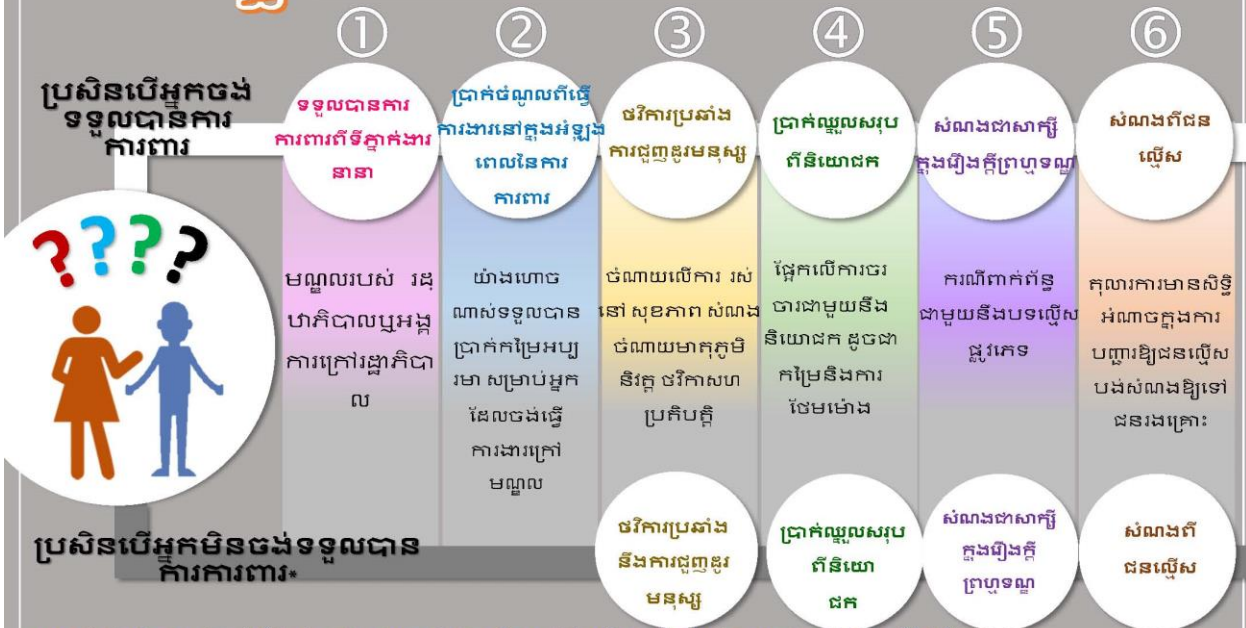 ① ② ③ ④ ⑤ ⑥
ប្រសិនបើអ្នកចង់
ទទួលបានការ
ការពារ
ទទួលបានការ
ការពារពីទីភ្នាក់ងារ
នានា
ប្រាក់ចំណូលពីធ្វើ
ការងារនៅក្នុងអំឡុង
ពេលនៃការ
ការពារ
ថវិការប្រឆាំង
ការជួញដូរមនុស្ស
ប្រាក់ឈ្នួលសរុប
ពីនិយោជក
សំណងជាសាក្សី
ក្នុងរឿងក្តីព្រហ្មទណ្ឌ
សំណងពីជន
ល្មើស
????
មណ្ឌលរបស់ រដ្
ឋាភិបាលឬអង្គ
ការក្រៅរដ្ឋាភិបា
ល
យ៉ាងហោច
ណាស់ទទួលបាន
ប្រាក់កម្រៃអប្ប
រមា សម្រាប់អ្នក
ដែលចង់ធ្វើ
ការងារក្រៅ
មណ្ឌល
ចំណាយលើការ រស់
នៅ សុខភាព សំណង
ចំណាយមាតុភូមិ
និវត្ត ថវិកាសហ
ប្រតិបត្តិ
ផ្អែកលើការចរ
ចារជាមួយនឹង
និយោជក ដូចជា
កម្រៃនិងការ
ថែមម៉ោង
ករណីពាក់ព័ន្ធ
ជាមួយនឹងបទល្មើស
ផ្លូវភេទ
តុលារការមានសិទ្ធិ
អំណាចក្នុងការ
បញ្ជារឱ្យជនល្មើស
បង់សំណងឱ្យទៅ
ជនរងគ្រោះ
ប្រសិនបើអ្នកមិនចង់ទទួលបាន
ការការពារ*
ថវិការប្រឆាំង
នឹងការជួញដូរ
មនុស្ស
ប្រាក់ឈ្នួលសរុប
ពីនិយោ
ជក
សំណងជាសាក្សី
ក្នុងរឿងក្តី
ព្រហ្មទណ្ឌ
សំណងពី
ជនល្មើស